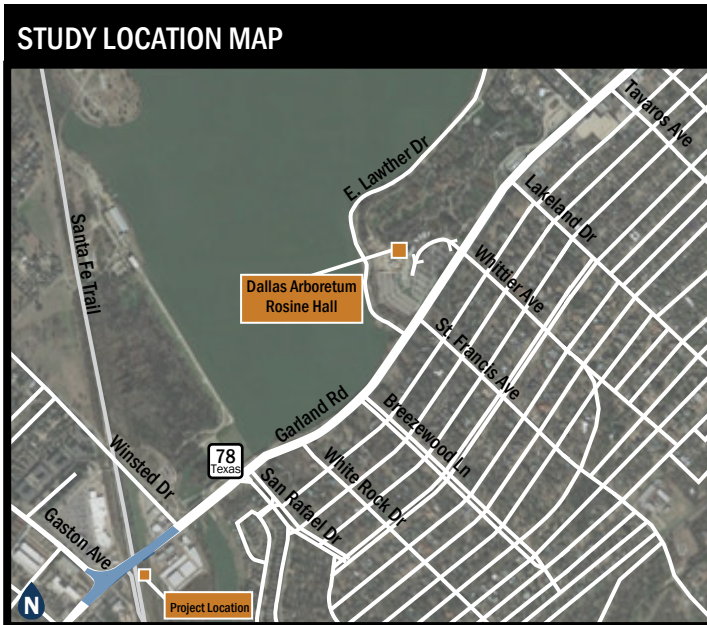 STUDY LOCATION MAP
Tavaros Ave
E. Lawther Dr
Lakeland Dr
Santa Fe Trail
Whittier Ave
Dallas Arboretum
Rosine Hall
St. Francis Ave
Garland Rd
Breezewood Ln
78
Texas
Winsted Dr
White Rock Dr
San Rafael Dr
Gaston Ave
N
Project Location